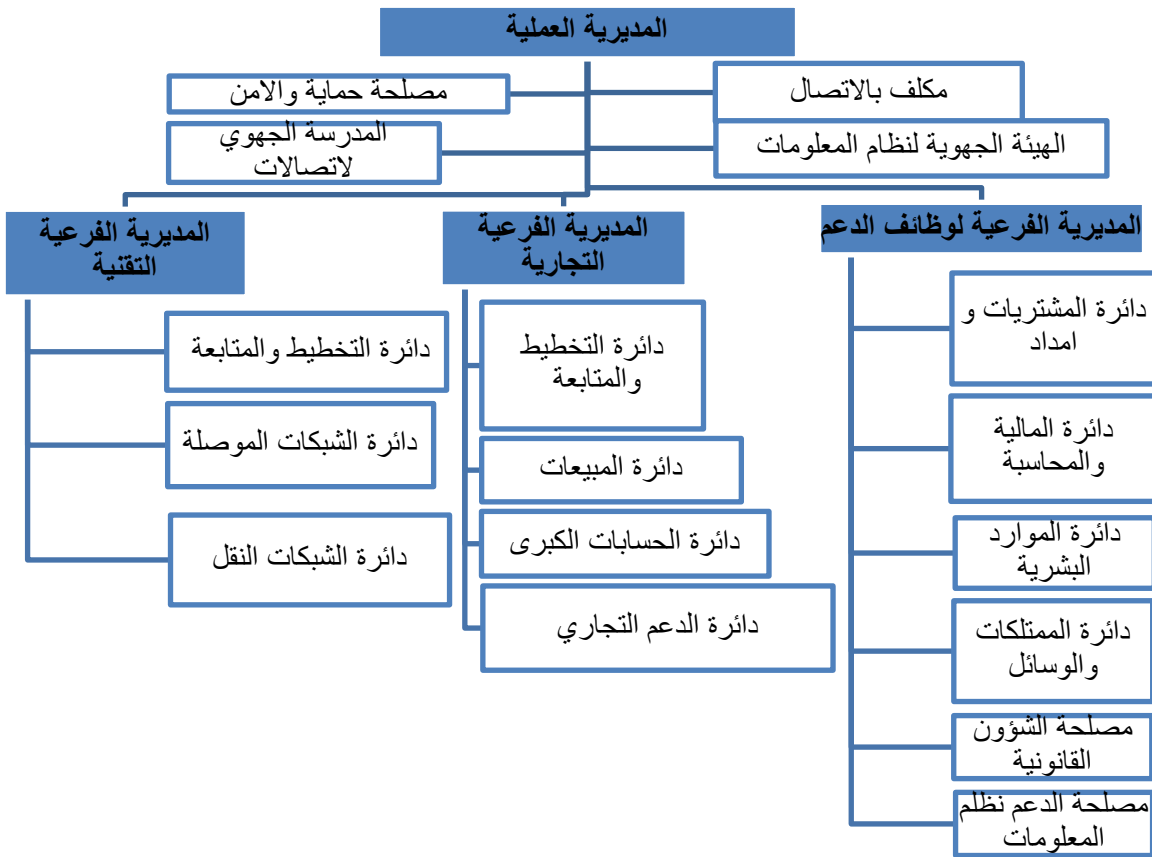 المديرية العملية
مكلف بالاتصال
مصلحة حماية والامن
الهيئة الجهوية لنظام المعلومات
المدرسة الجهوي
لاتصالات
المديرية الفرعية لوظائف الدعم
دائرة المشتريات و
امداد
دائرة المالية
والمحاسبة
دائرة الموارد
البشرية
دائرة الممتلكات
والوسائل
مصلحة الشؤون
القانونية
مصلحة الدعم نظلم
المعلومات
المديرية الفرعية
التجارية
دائرة التخطيط
والمتابعة
دائرة المبيعات
دائرة الحسابات الكبرى
دائرة الدعم التجاري
المديرية الفرعية
التقنية
دائرة التخطيط والمتابعة
دائرة الشبكات الموصلة
دائرة الشبكات النقل